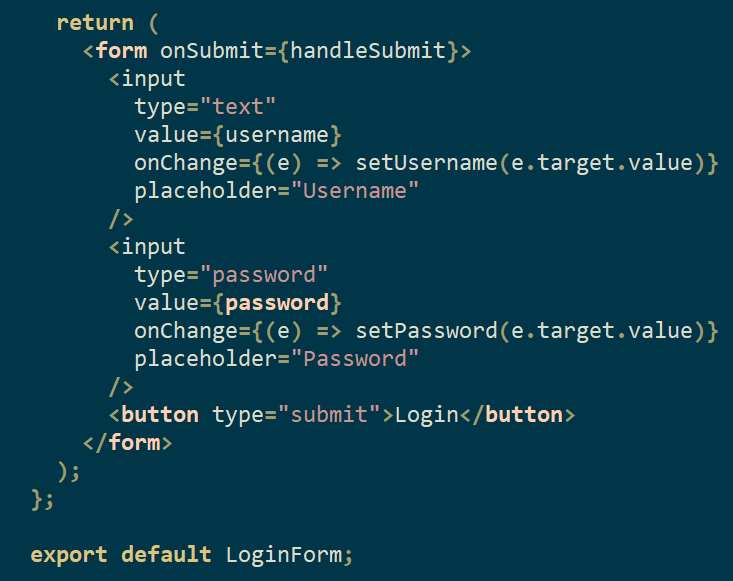 return (
<form onSubmit={handleSubmit}>
<input
type="text"
value={username}
onChange={(e) => setUsername(e.target.value)}
placeholder="Username"
/>
<input
type="password"
value={password}
onChange={(e) => setPassword(e.target.value)}
placeholder="Password"
/>
<button type="submit">Login</button>
</form>
);
};
export default LoginForm;